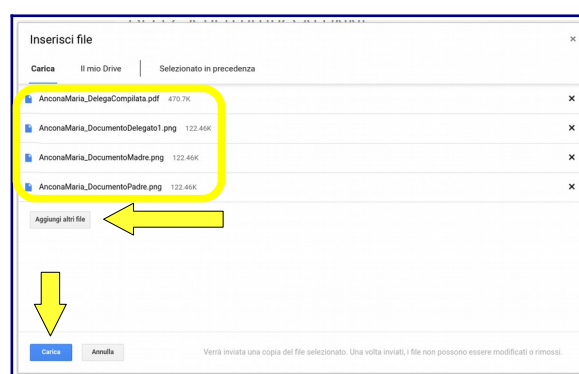 Inserisci file
×
Carica Il mio Drive Selezionato in precedenza
AnconaMaria_DelegaCompilata.pdf 470.7K ×
AnconaMaria_DocumentoDelegato1.png 122.46K ×
AnconaMaria_DocumentoMadre.png 122.46K ×
AnconaMaria_DocumentoPadre.png 122.46K ×
Aggiungi altri file
Carica Annulla Verrà inviata una copia del file selezionato. Una volta inviati, i file non possono essere modificati o rimossi.